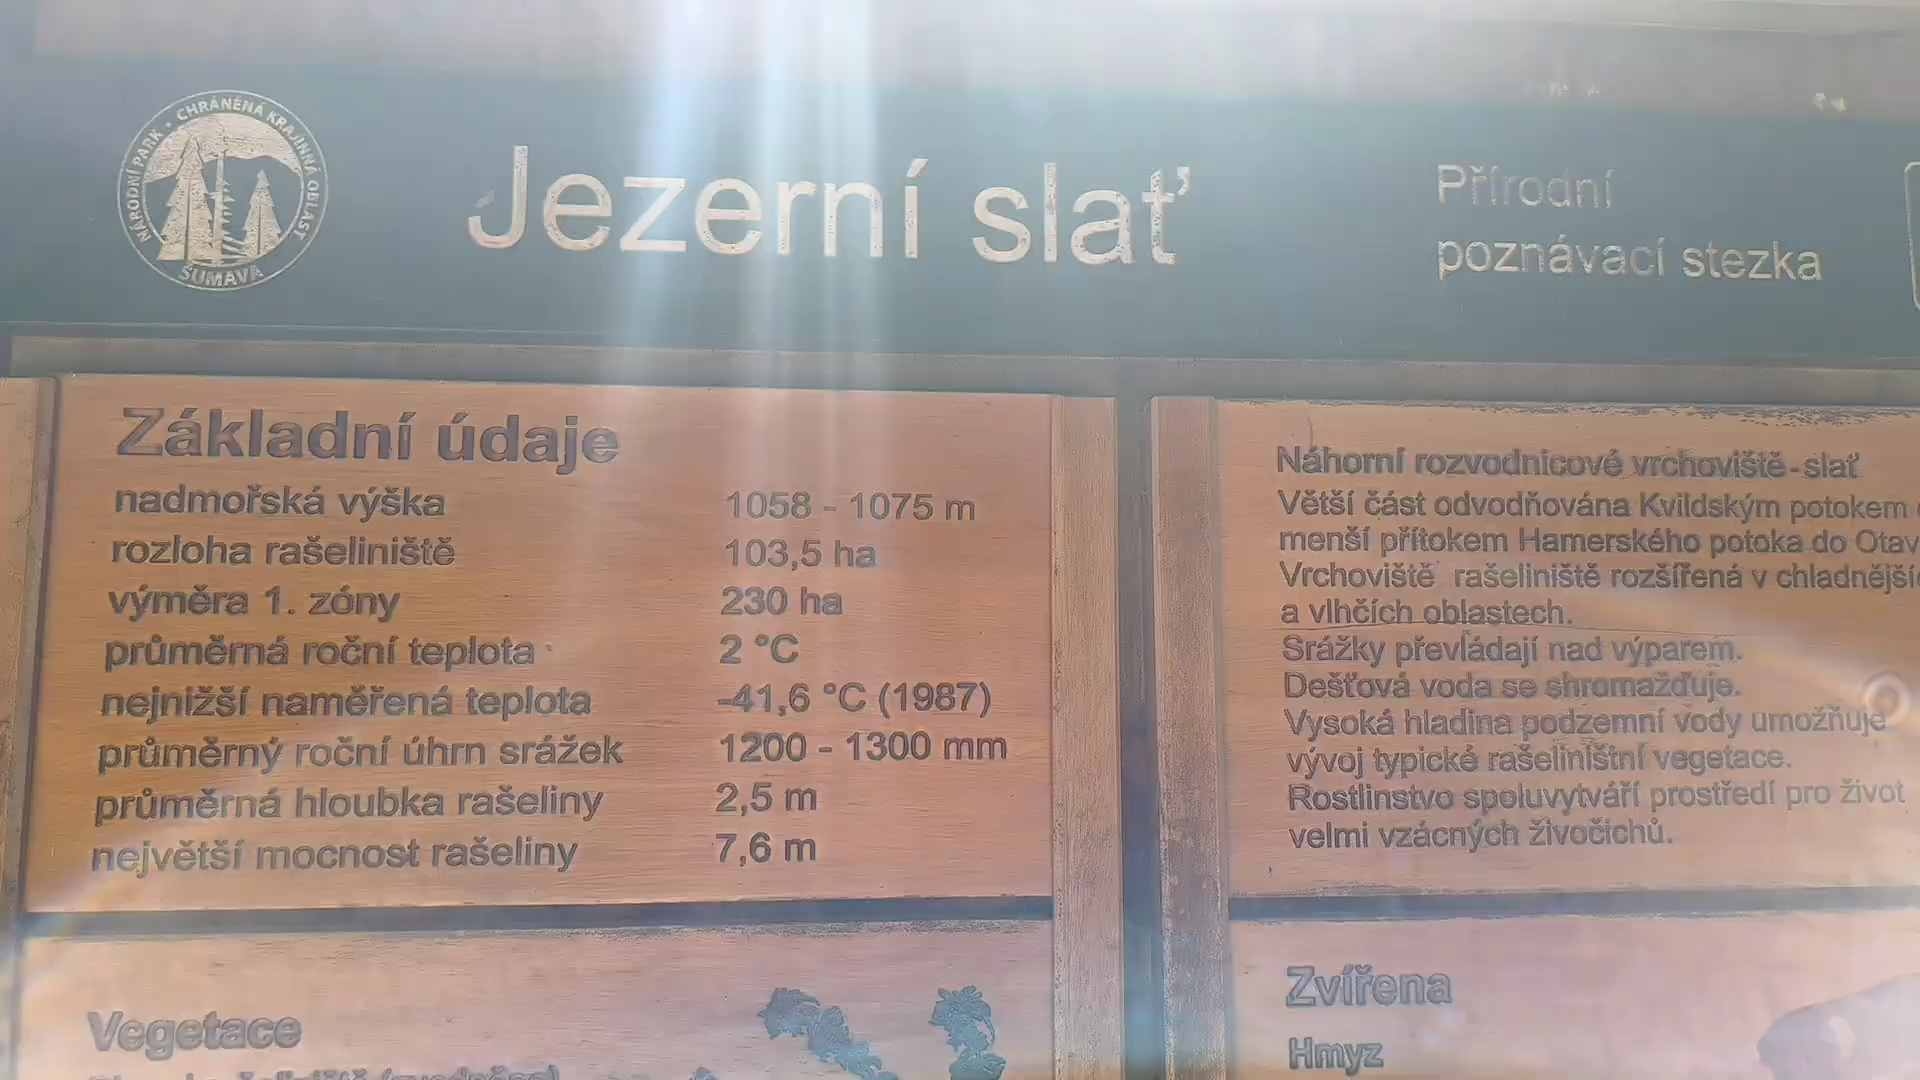 NÁRODNÍ PARK • CHRÁNĚNÁ KRAJINNÁ OBLAST
ŠUMAVA
Jezerní slať
Přírodní
poznávací stezka
Základní údaje
nadmořská výška 1058 - 1075 m
rozloha rašeliniště 103,5 ha
výměra 1. zóny 230 ha
průměrná roční teplota 2 °C
nejnižší naměřená teplota -41,6 °C (1987)
průměrný roční úhrn srážek 1200 - 1300 mm
průměrná hloubka rašeliny 2,5 m
největší mocnost rašeliny 7,6 m
Náhorní rozvodnicové vrchoviště - slať
Větší část odvodňována Kvildským potokem
menší přítokem Hamerského potoka do Otav
Vrchoviště rašeliniště rozšířená v chladnější
a vlhčích oblastech.
Srážky převládají nad výparem.
Dešťová voda se shromažďuje.
Vysoká hladina podzemní vody umožňuje
vývoj typické rašeliništní vegetace.
Rostlinstvo spoluvytváří prostředí pro život
velmi vzácných živočichů.
Vegetace
Zvířena
Hmyz